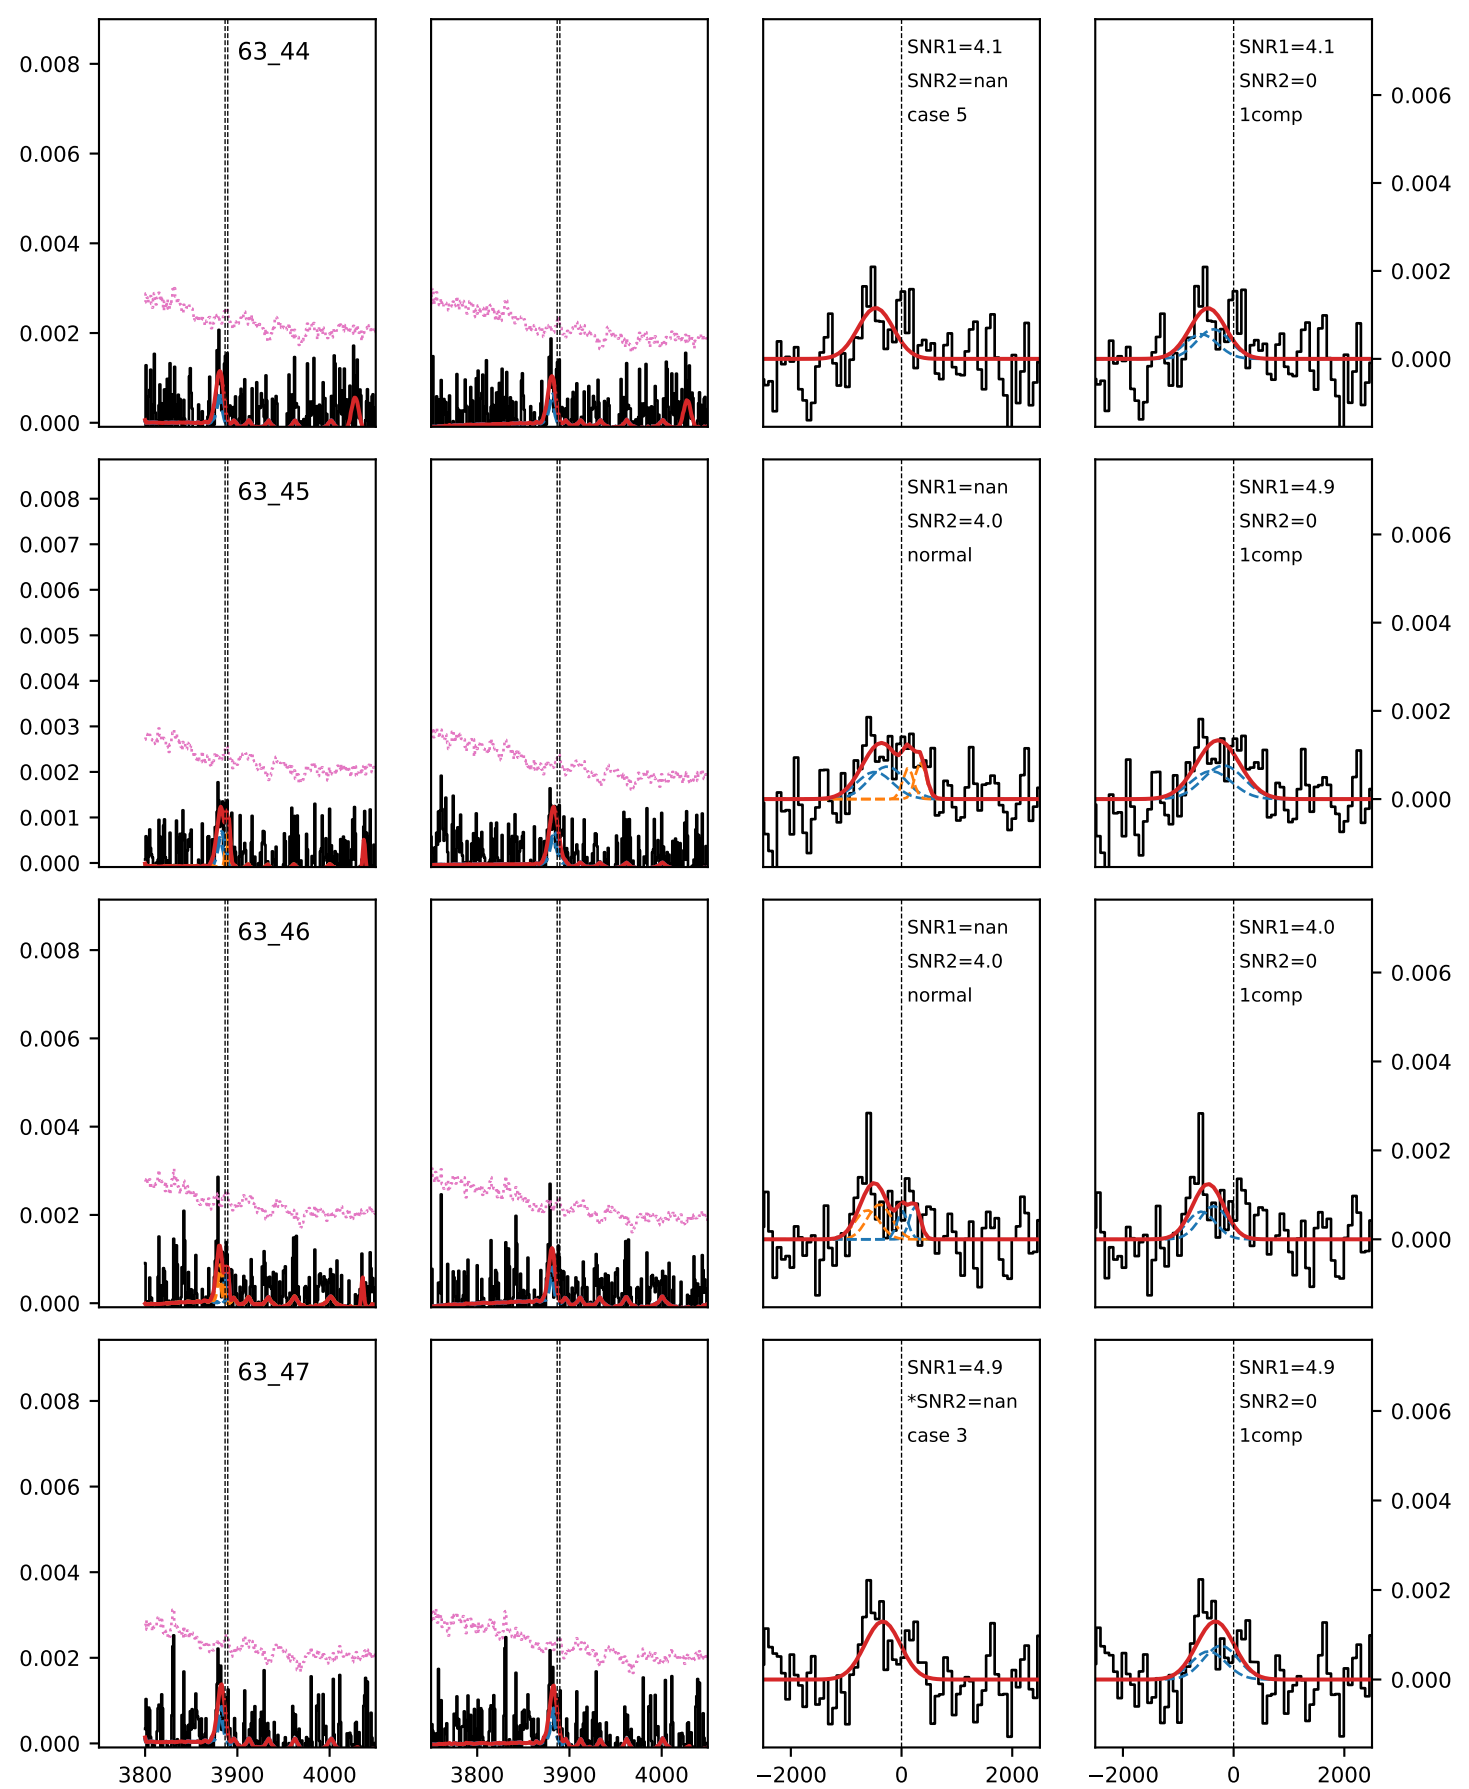 63_44
0.008
0.006
0.004
0.002
0.000
SNR1=4.1
SNR2=nan
case 5
SNR1=4.1
SNR2=0
1comp
0.006
0.004
0.002
0.000
63_45
0.008
0.007
0.006
0.005
0.004
0.003
0.002
0.001
0.000
SNR1=nan
SNR2=4.0
normal
SNR1=4.9
SNR2=0
1comp
0.006
0.004
0.002
0.000
63_46
0.008
0.006
0.004
0.002
0.000
SNR1=nan
SNR2=4.0
normal
SNR1=4.0
SNR2=0
1comp
0.006
0.004
0.002
0.000
63_47
0.008
0.006
0.004
0.002
0.000
SNR1=4.9
*SNR2=nan
case 3
SNR1=4.9
SNR2=0
1comp
0.006
0.004
0.002
0.000
3800 3900 4000
3800 3900 4000
−2000 0 2000
−2000 0 2000